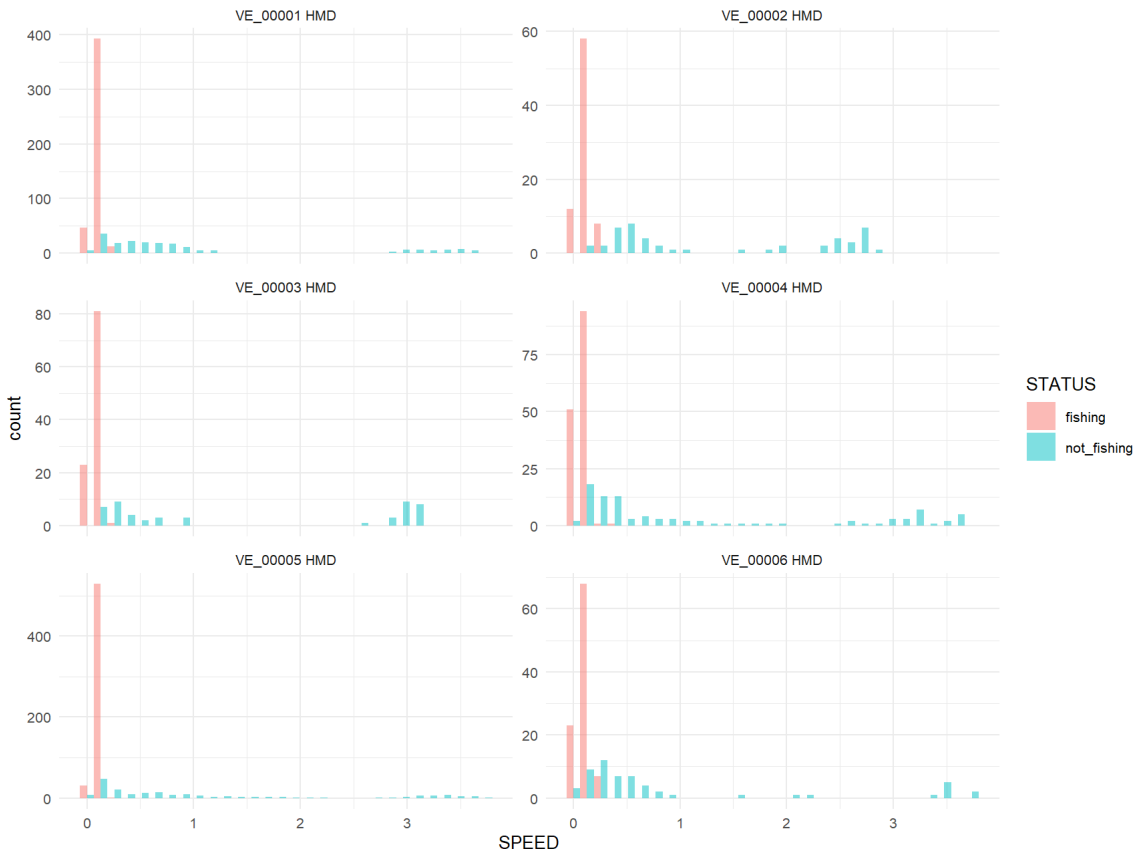 VE_00001 HMD
VE_00002 HMD
400
300
200
100
0
60
40
20
0
VE_00003 HMD
VE_00004 HMD
80
60
40
20
0
75
50
25
0
count
VE_00005 HMD
VE_00006 HMD
400
200
0
60
40
20
0
0 1 2 3
0 1 2 3
SPEED
STATUS
fishing
not_fishing